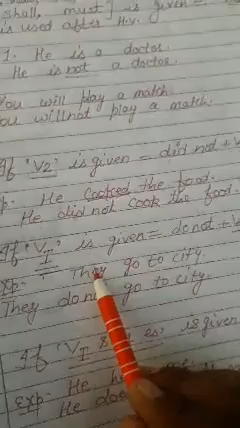 shall, must] is given =
is used after H.V.
1. He is a doctor.
He is not a doctor.
You will play a match.
You will not play a match.
If "V2" is given = did not +V
He cooked the food.
He did not cook the food.
If "V1" is given = do not +V
Exp:- They go to city.
They do not go to city.
If "V1 es" is given
Exp:- He
He does